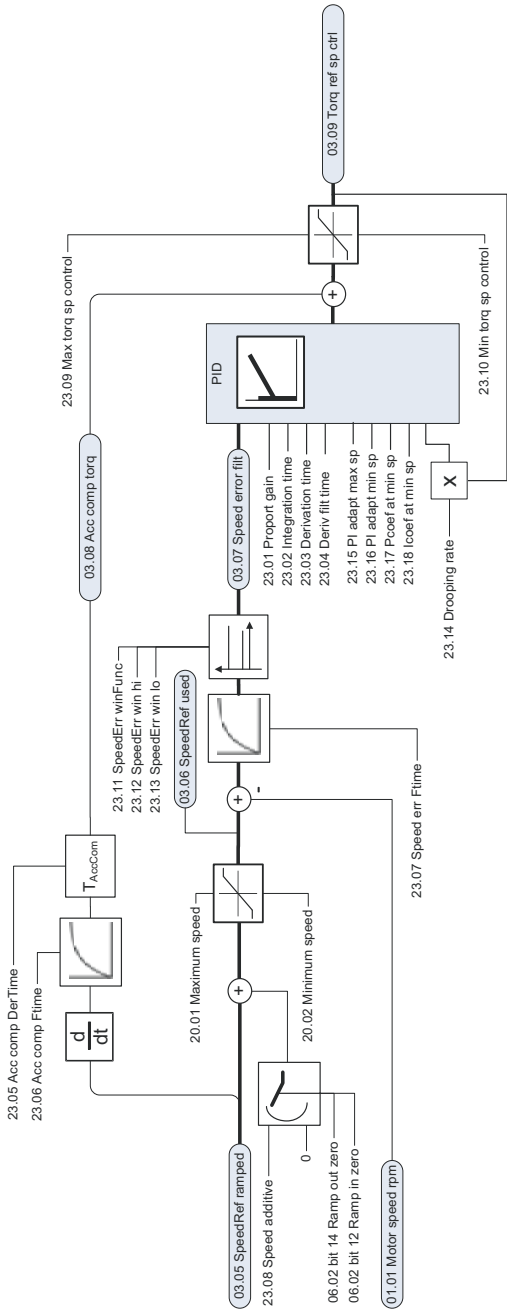 23.05 Acc comp DerTime
23.06 Acc comp Ftime
d
dt
TAccCom
03.08 Acc comp torq
23.09 Max torq sp control
23.11 SpeedErr winFunc
23.12 SpeedErr win hi
23.13 SpeedErr win lo
03.06 SpeedRef used
20.01 Maximum speed
03.05 SpeedRef ramped
+
+
-
03.07 Speed error filt
PID
+
03.09 Torq ref sp ctrl
23.08 Speed additive
0
06.02 bit 14 Ramp out zero
06.02 bit 12 Ramp in zero
20.02 Minimum speed
01.01 Motor speed rpm
23.07 Speed err Ftime
23.01 Proport gain
23.02 Integration time
23.03 Derivation time
23.04 Deriv filt time
23.15 PI adapt max sp
23.16 PI adapt min sp
23.17 Pcoef at min sp
23.18 Icoef at min sp
23.14 Drooping rate
X
23.10 Min torq sp control